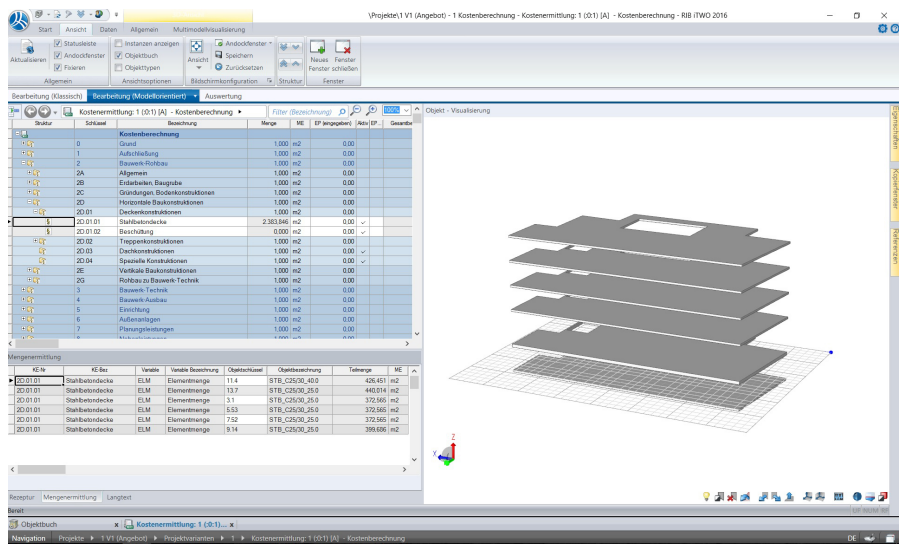 \Projekte\1 V1 (Angebot) - 1 Kostenberechnung - Kostenermittlung: 1 (:0:1) [A] - Kostenberechnung - RIB iTWO 2016
Start Ansicht Daten Allgemein Multimodellvisualisierung
Aktualisieren
Statusleiste
Andockfenster
Fixieren
Allgemein
Instanzen anzeigen
Objektbuch
Objekttypen
Ansichtsoptionen
Ansicht
Andockfenster
Speichern
Zurücksetzen
Bildschirmkonfiguration
Struktur
Neues Fenster
Fenster schließen
Fenster
Bearbeitung (Klassisch) Bearbeitung (Modellorientiert) Auswertung
Kostenermittlung: 1 (:0:1) [A] - Kostenberechnung
Filter (Bezeichnung)
100%
Objekt - Visualisierung
Struktur Schlüssel Bezeichnung Menge ME EP (eingegeben) Aktiv EP... Gesamtbe
Kostenberechnung
0 Grund 1,000 m2 0,00
1 Aufschließung 1,000 m2 0,00
2 Bauwerk-Rohbau 1,000 m2 0,00
2A Allgemein 1,000 m2 0,00
2B Erdarbeiten, Baugrube 1,000 m2 0,00
2C Gründungen, Bodenkonstruktionen 1,000 m2 0,00
2D Horizontale Baukonstruktionen 1,000 m2 0,00
2D.01 Deckenkonstruktionen 1,000 m2 0,00
2D.01.01 Stahlbetondecke 2.383,846 m2 0,00
2D.01.02 Beschüttung 0,000 m2 0,00
2D.02 Treppenkonstruktionen 1,000 m2 0,00
2D.03 Dachkonstruktionen 1,000 m2 0,00
2D.04 Spezielle Konstruktionen 1,000 m2 0,00
2E Vertikale Baukonstruktionen 1,000 m2 0,00
2G Rohbau zu Bauwerk-Technik 1,000 m2 0,00
3 Bauwerk-Technik 1,000 m2 0,00
4 Bauwerk-Ausbau 1,000 m2 0,00
5 Einrichtung 1,000 m2 0,00
6 Außenanlagen 1,000 m2 0,00
7 Planungsleistungen 1,000 m2 0,00
Eigenschaften
Kopierfenster
Referenzen
Mengenermittlung
KE-Nr KE-Bez Variable Variable Bezeichnung Objektschlüssel Objektbezeichnung Teilmenge ME
2D.01.01 Stahlbetondecke ELM Elementmenge 11.4 STB_C25/30_40.0 426,451 m2
2D.01.01 Stahlbetondecke ELM Elementmenge 13.7 STB_C25/30_25.0 440,014 m2
2D.01.01 Stahlbetondecke ELM Elementmenge 3.1 STB_C25/30_25.0 372,565 m2
2D.01.01 Stahlbetondecke ELM Elementmenge 5.53 STB_C25/30_25.0 372,565 m2
2D.01.01 Stahlbetondecke ELM Elementmenge 7.52 STB_C25/30_25.0 372,565 m2
2D.01.01 Stahlbetondecke ELM Elementmenge 9.14 STB_C25/30_25.0 399,686 m2
Z
X
Rezeptur Mengenermittlung Langtext
Bereit
Objektbuch x Kostenermittlung: 1 (:0:1)... x
Navigation Projekte 1 V1 (Angebot) Projektvarianten 1 Kostenermittlung: 1 (:0:1) [A] - Kostenberechnung DE